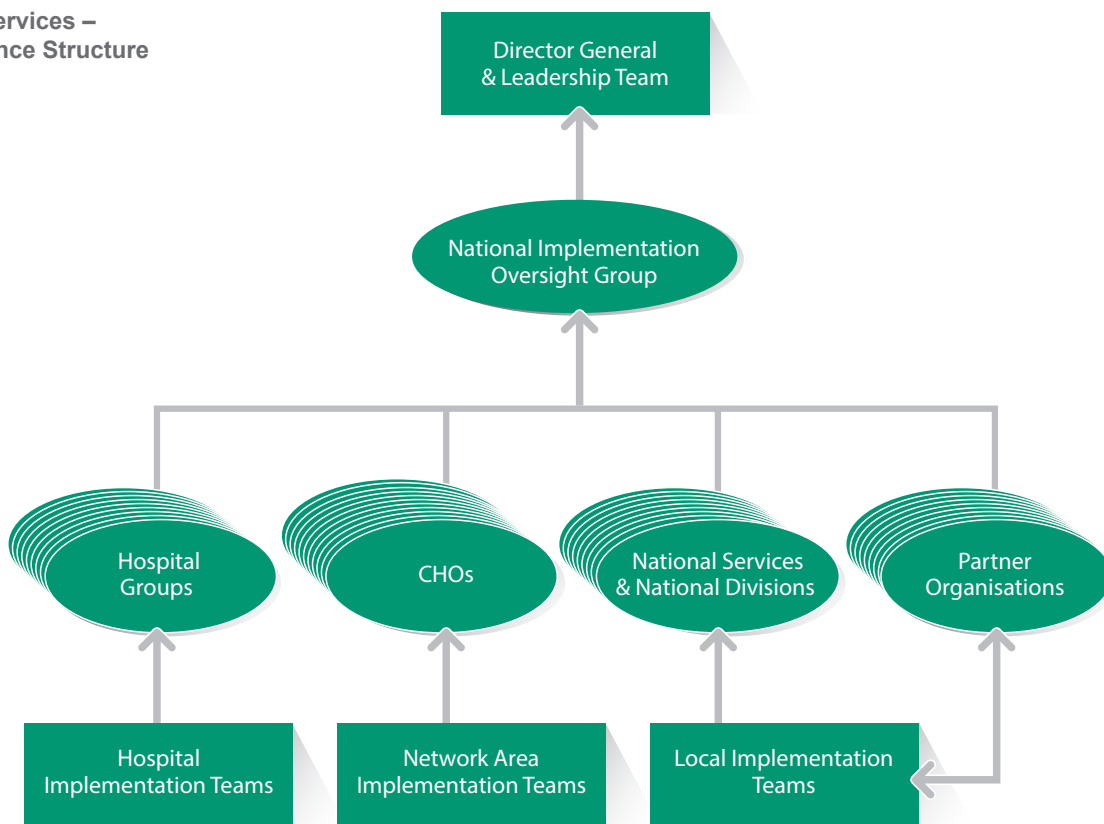 ervices –
nce Structure
Director General
& Leadership Team
National Implementation
Oversight Group
Hospital
Groups
CHOs
National Services
& National Divisions
Partner
Organisations
Hospital
Implementation Teams
Network Area
Implementation Teams
Local Implementation
Teams